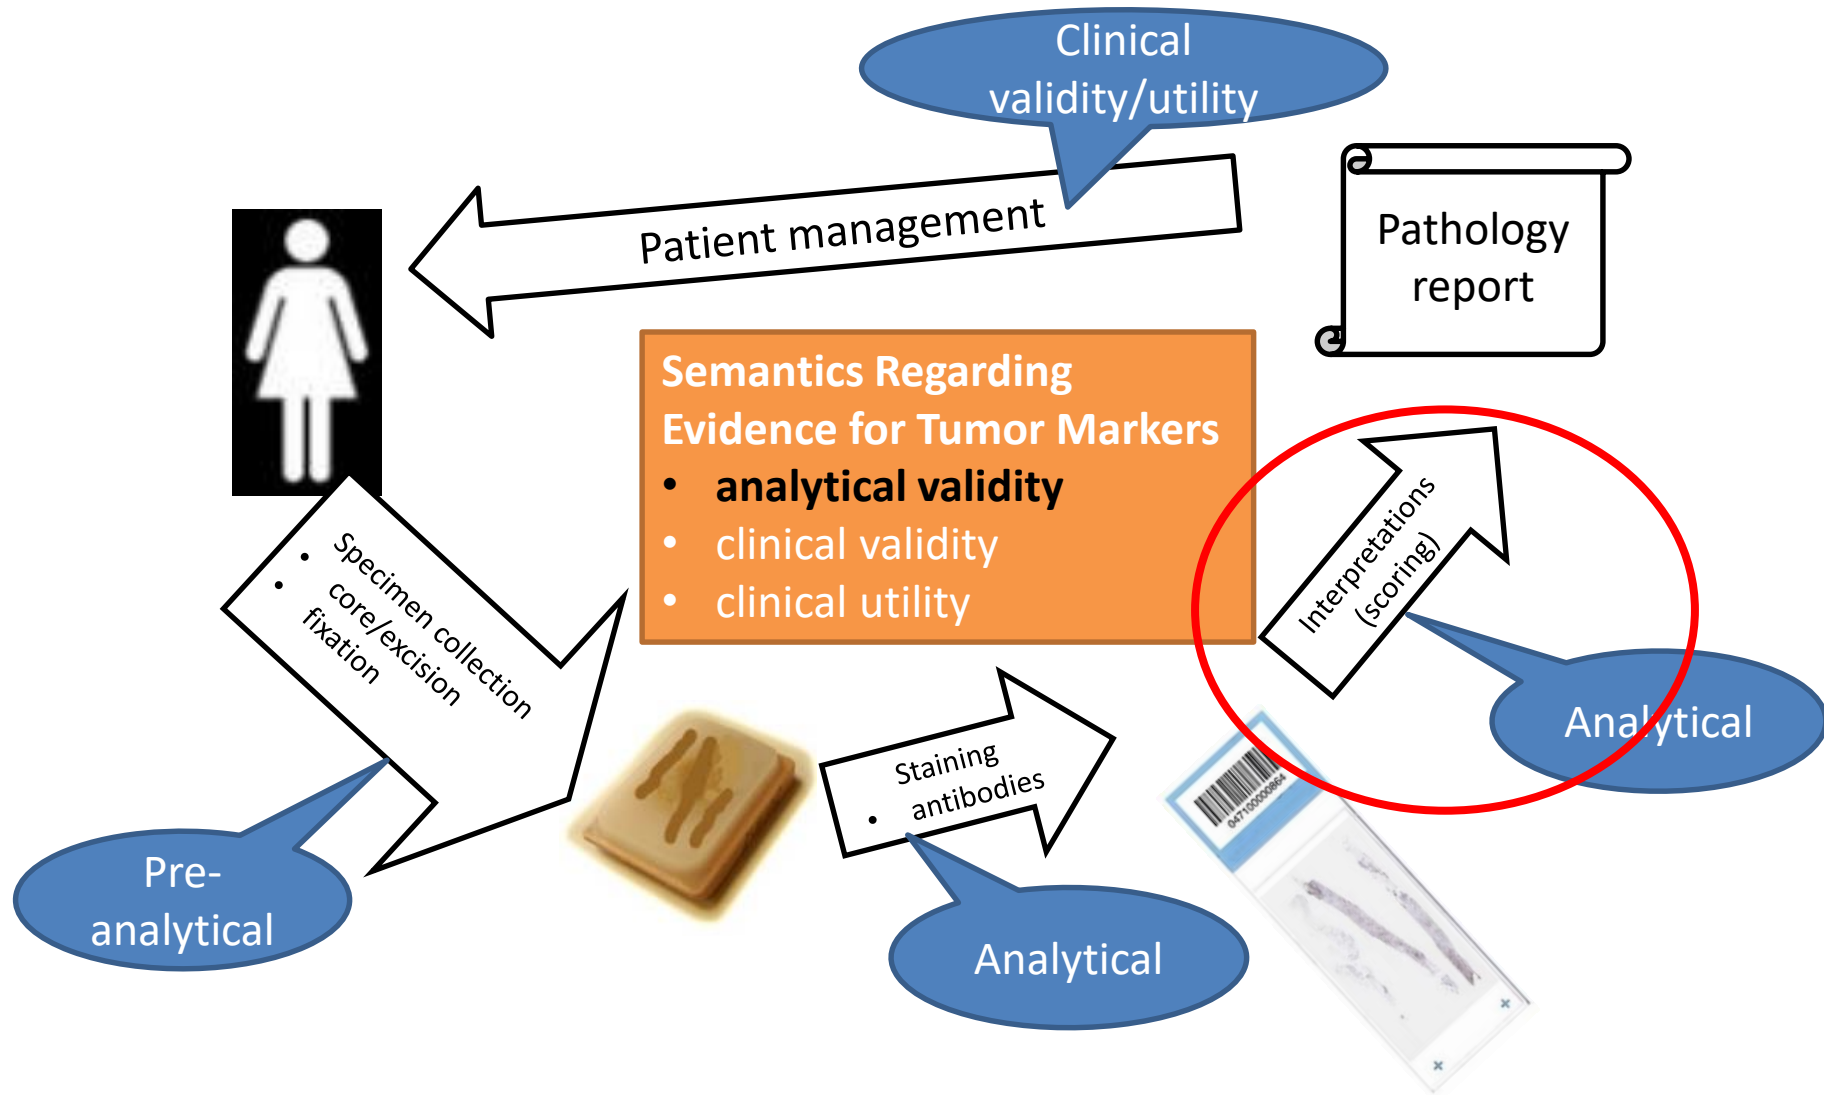 Clinical
validity/utility
Patient management
Pathology
report
Semantics Regarding
Evidence for Tumor Markers
• analytical validity
• clinical validity
• clinical utility
Specimen collection
• core/excision
• fixation
Interpretations
(scoring)
Staining
• antibodies
Analytical
Pre-
analytical
Analytical
047100000864